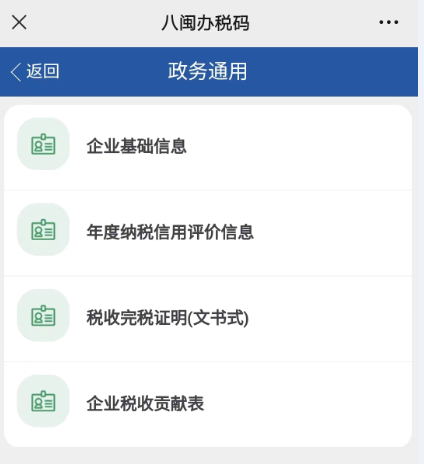 八闽办税码
返回
政务通用
企业基础信息
年度纳税信用评价信息
税收完税证明(文书式)
企业税收贡献表